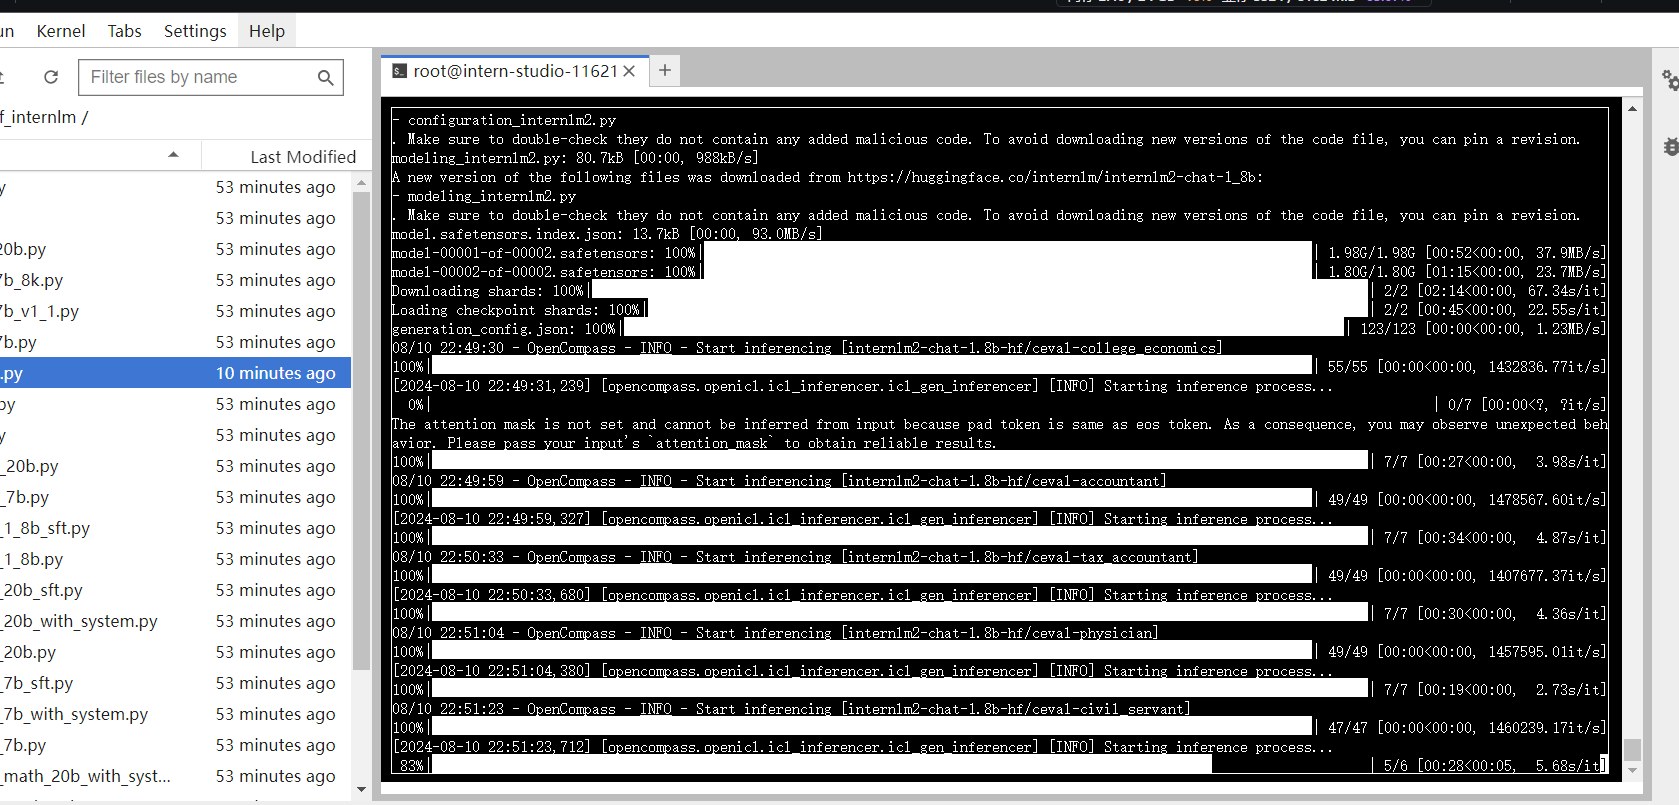 Kernel Tabs Settings Help
Filter files by name
f_internlm /
Last Modified
y 53 minutes ago
53 minutes ago
20b.py 53 minutes ago
7b_8k.py 53 minutes ago
7b_v1_1.py 53 minutes ago
7b.py 53 minutes ago
.py 10 minutes ago
py 53 minutes ago
y 53 minutes ago
_20b.py 53 minutes ago
_7b.py 53 minutes ago
_1_8b_sft.py 53 minutes ago
_1_8b.py 53 minutes ago
_20b_sft.py 53 minutes ago
_20b_with_system.py 53 minutes ago
_20b.py 53 minutes ago
_7b_sft.py 53 minutes ago
_7b_with_system.py 53 minutes ago
_7b.py 53 minutes ago
_math_20b_with_syst... 53 minutes ago
root@intern-studio-11621
- configuration_internlm2.py
. Make sure to double-check they do not contain any added malicious code. To avoid downloading new versions of the code file, you can pin a revision.
modeling_internlm2.py: 80.7kB [00:00, 988kB/s]
A new version of the following files was downloaded from https://huggingface.co/internlm/internlm2-chat-1_8b:
- modeling_internlm2.py
. Make sure to double-check they do not contain any added malicious code. To avoid downloading new versions of the code file, you can pin a revision.
model.safetensors.index.json: 13.7kB [00:00, 93.0MB/s]
model-00001-of-00002.safetensors: 100%| | 1.98G/1.98G [00:52<00:00, 37.9MB/s]
model-00002-of-00002.safetensors: 100%| | 1.80G/1.80G [01:15<00:00, 23.7MB/s]
Downloading shards: 100%| | 2/2 [02:14<00:00, 67.34s/it]
Loading checkpoint shards: 100%| | 2/2 [00:45<00:00, 22.55s/it]
generation_config.json: 100%| | 123/123 [00:00<00:00, 1.23MB/s]
08/10 22:49:30 - OpenCompass - INFO - Start inferencing [internlm2-chat-1.8b-hf/ceval-college_economics]
100%| | 55/55 [00:00<00:00, 1432836.77it/s]
[2024-08-10 22:49:31,239] [opencompass.openicl.icl_inferencer.icl_gen_inferencer] [INFO] Starting inference process...
0%| | 0/7 [00:00<?, ?it/s]
The attention mask is not set and cannot be inferred from input because pad token is same as eos token. As a consequence, you may observe unexpected beh
avior. Please pass your input's `attention_mask` to obtain reliable results.
100%| | 7/7 [00:27<00:00, 3.98s/it]
08/10 22:49:59 - OpenCompass - INFO - Start inferencing [internlm2-chat-1.8b-hf/ceval-accountant]
100%| | 49/49 [00:00<00:00, 1478567.60it/s]
[2024-08-10 22:49:59,327] [opencompass.openicl.icl_inferencer.icl_gen_inferencer] [INFO] Starting inference process...
100%| | 7/7 [00:34<00:00, 4.87s/it]
08/10 22:50:33 - OpenCompass - INFO - Start inferencing [internlm2-chat-1.8b-hf/ceval-tax_accountant]
100%| | 49/49 [00:00<00:00, 1407677.37it/s]
[2024-08-10 22:50:33,680] [opencompass.openicl.icl_inferencer.icl_gen_inferencer] [INFO] Starting inference process...
100%| | 7/7 [00:30<00:00, 4.36s/it]
08/10 22:51:04 - OpenCompass - INFO - Start inferencing [internlm2-chat-1.8b-hf/ceval-physician]
100%| | 49/49 [00:00<00:00, 1457595.01it/s]
[2024-08-10 22:51:04,380] [opencompass.openicl.icl_inferencer.icl_gen_inferencer] [INFO] Starting inference process...
100%| | 7/7 [00:19<00:00, 2.73s/it]
08/10 22:51:23 - OpenCompass - INFO - Start inferencing [internlm2-chat-1.8b-hf/ceval-civil_servant]
100%| | 47/47 [00:00<00:00, 1460239.17it/s]
[2024-08-10 22:51:23,712] [opencompass.openicl.icl_inferencer.icl_gen_inferencer] [INFO] Starting inference process...
83%| | 5/6 [00:28<00:05, 5.68s/it]